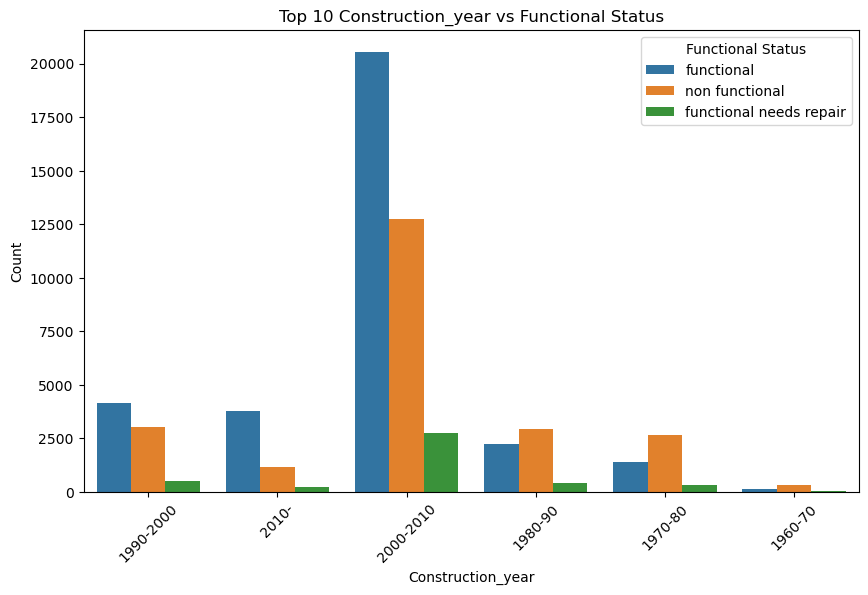 Top 10 Construction_year vs Functional Status
Functional Status
functional
non functional
functional needs repair
20000
17500
15000
12500
10000
7500
5000
2500
0
Count
1990-2000
2010-
2000-2010
1980-90
1970-80
1960-70
Construction_year